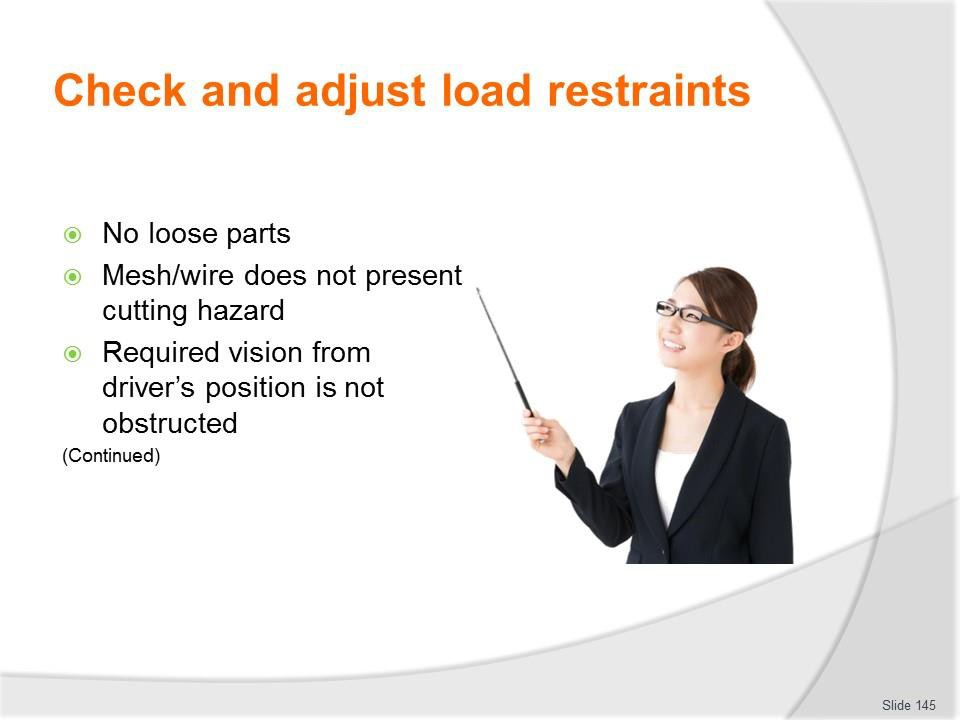 Check and adjust load restraints
No loose parts
Mesh/wire does not present
cutting hazard
Required vision from
driver’s position is not
obstructed
(Continued)
Slide 145